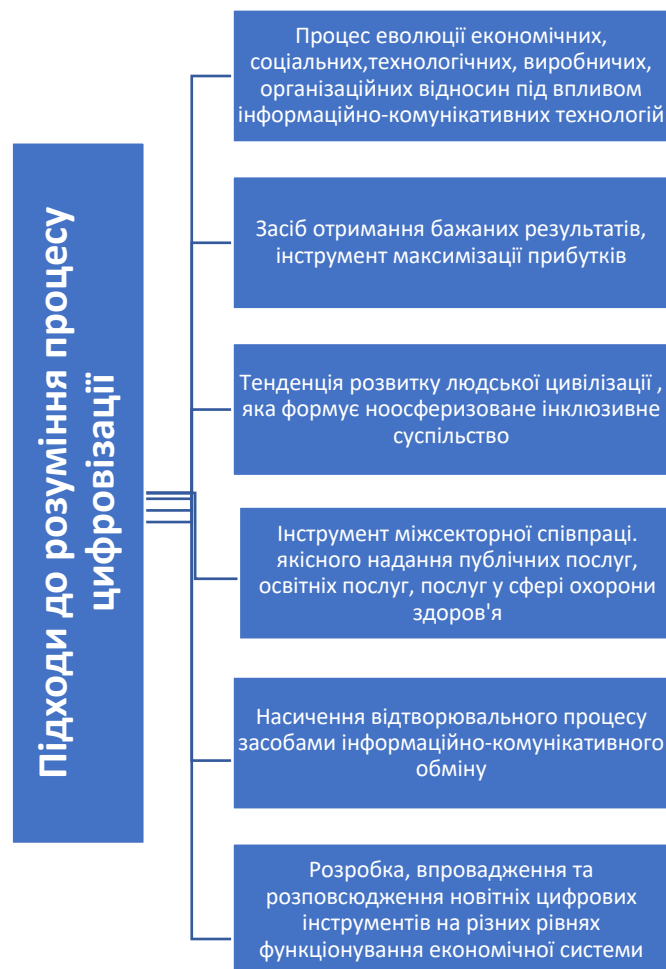 Підходи до розуміння процесу
цифровізації
Процес еволюції економічних,
соціальних,технологічних, виробничих,
організаційних відносин під впливом
інформаційно-комунікативних технологій
Засіб отримання бажаних результатів,
інструмент максимізації прибутків
Тенденція розвитку людської цивілізації ,
яка формує ноосферизоване інклюзивне
суспільство
Інструмент міжсекторної співпраці.
якісного надання публічних послуг,
освітніх послуг, послуг у сфері охорони
здоров'я
Насичення відтворювального процесу
засобами інформаційно-комунікативного
обміну
Розробка, впровадження та
розповсюдження новітніх цифрових
інструментів на різних рівнях
функціонування економічної системи